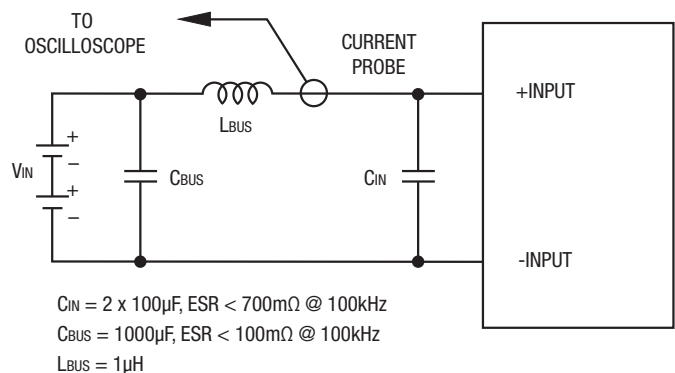 TO
OSCILLOSCOPE
CURRENT
PROBE
+INPUT
LBUS
+
VIN
−
+
−
CBUS
CIN
-INPUT
CIN = 2 x 100µF, ESR < 700mΩ @ 100kHz
CBUS = 1000µF, ESR < 100mΩ @ 100kHz
LBUS = 1µH